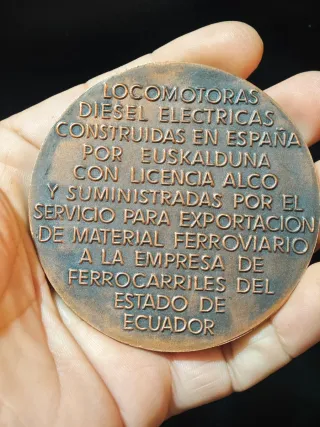 LOCOMOTORAS
DIESEL ELECTRICAS
CONSTRUIDAS EN ESPAÑA
POR EUSKALDUNA
CON LICENCIA ALCO
Y SUMINISTRADAS POR EL
SERVICIO PARA EXPORTACION
DE MATERIAL FERROVIARIO
A LA EMPRESA DE
FERROCARRILES DEL
ESTADO DE
ECUADOR